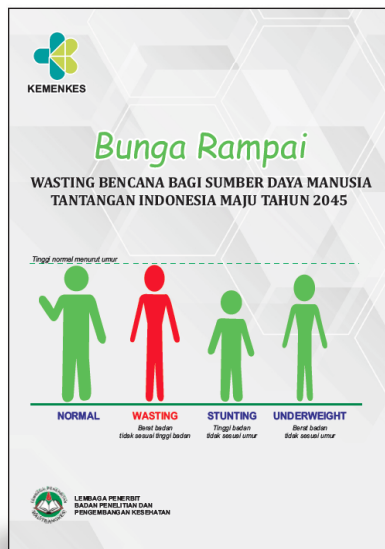 KEMENKES
Bunga Rampai
WASTING BENCANA BAGI SUMBER DAYA MANUSIA
TANTANGAN INDONESIA MAJU TAHUN 2045
Tinggi normal menurut umur
NORMAL
WASTING
Berat badan
tidak sesuai tinggi badan
STUNTING
Tinggi badan
tidak sesuai umur
UNDERWEIGHT
Berat badan
tidak sesuai umur
LEMBAGA PENERBIT
BADAN PENELITIAN DAN
PENGEMBANGAN KESEHATAN